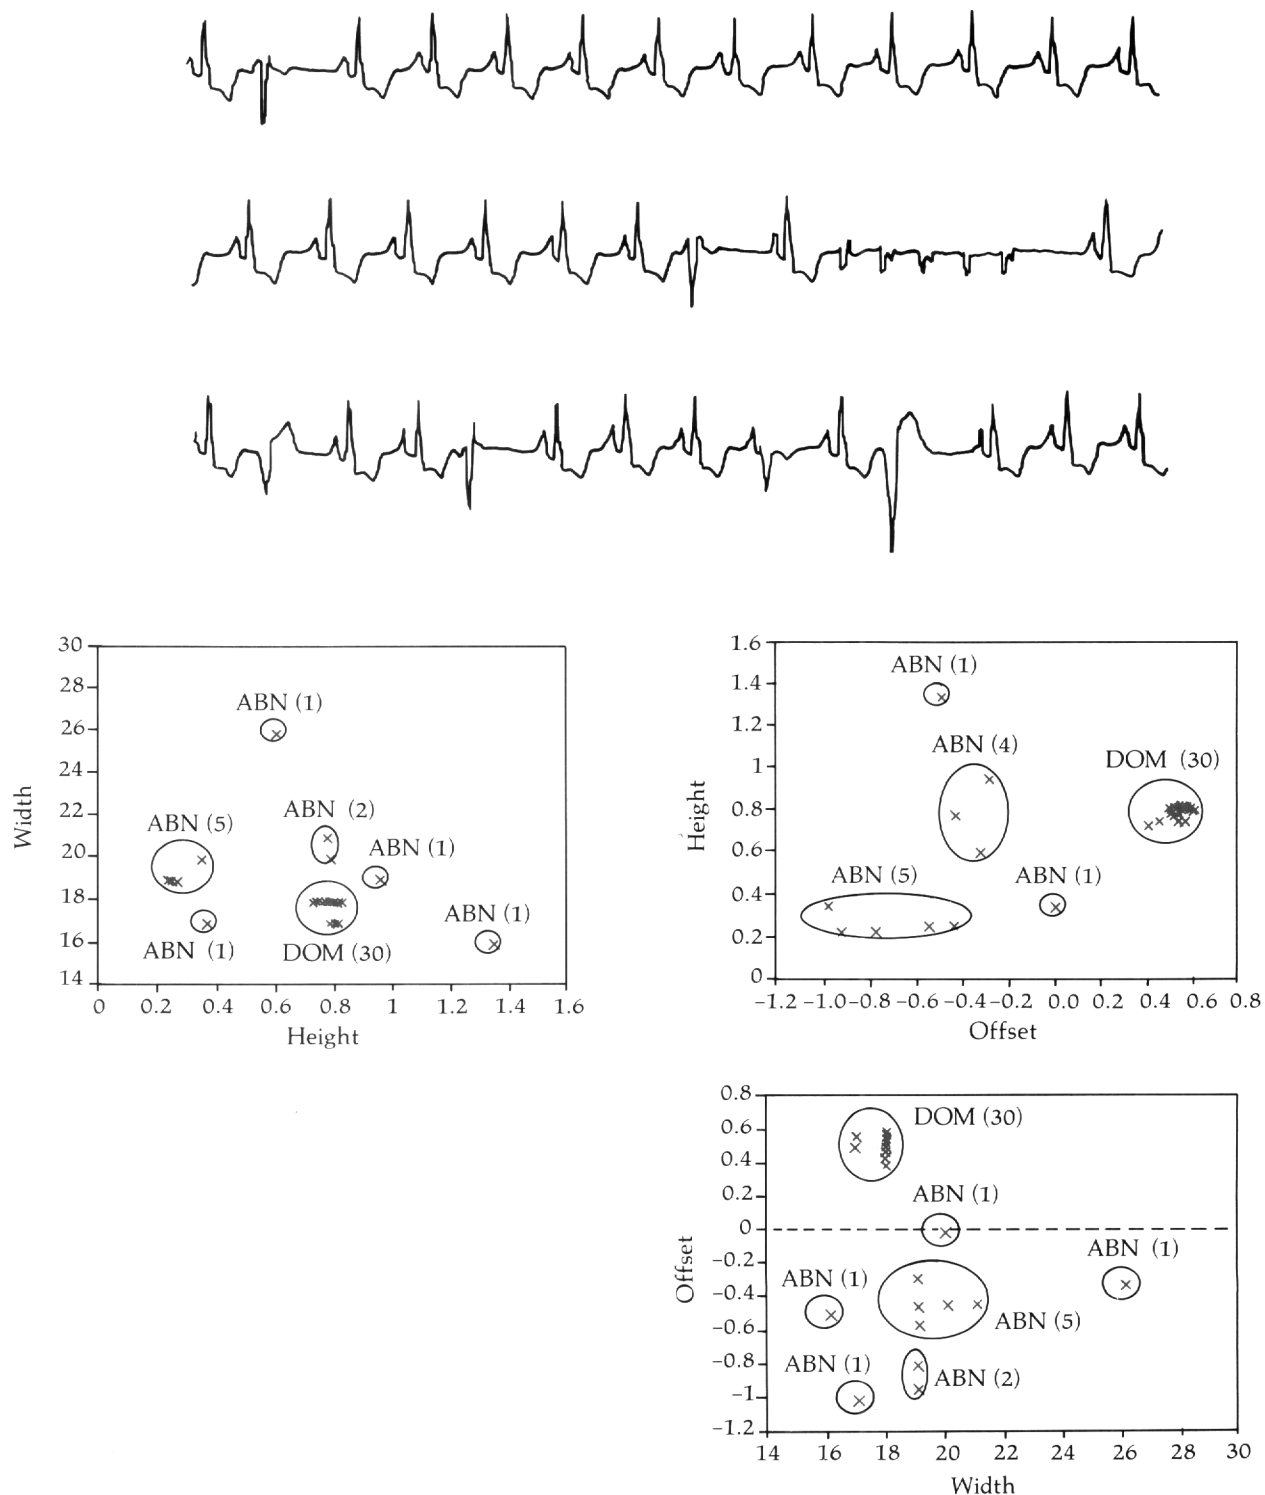 30
28
26
24
22
20
18
16
14
Width
ABN (1)
ABN (5)
ABN (2)
ABN (1)
ABN (1)
ABN (1)
DOM (30)
0 0.2 0.4 0.6 0.8 1 1.2 1.4 1.6
Height
1.6
1.4
1.2
1
0.8
0.6
0.4
0.2
0
Height
ABN (1)
ABN (4)
DOM (30)
ABN (5)
ABN (1)
-1.2 -1.0 -0.8 -0.6 -0.4 -0.2 0.0 0.2 0.4 0.6 0.8
Offset
0.8
0.6
0.4
0.2
0
-0.2
-0.4
-0.6
-0.8
-1
-1.2
Offset
DOM (30)
ABN (1)
ABN (1)
ABN (1)
ABN (5)
ABN (1)
ABN (2)
14 16 18 20 22 24 26 28 30
Width